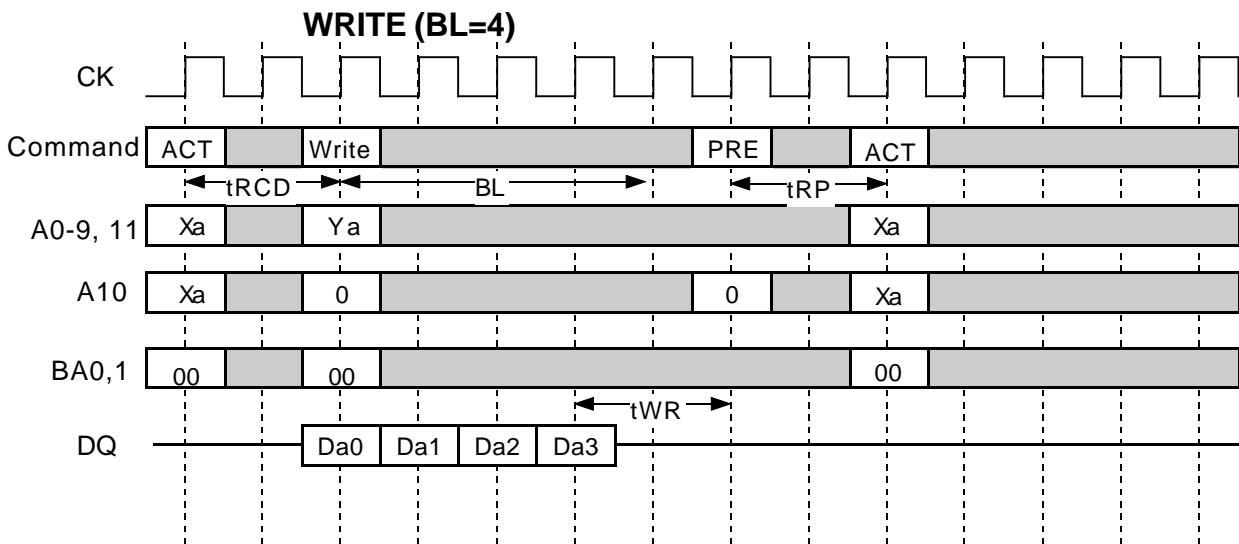 WRITE (BL=4)
CK
Command ACT Write PRE ACT
tRCD BL tRP
A0-9, 11 Xa Ya Xa
A10 Xa 0 0 Xa
BA0,1 00 00 00
tWR
DQ Da0 Da1 Da2 Da3